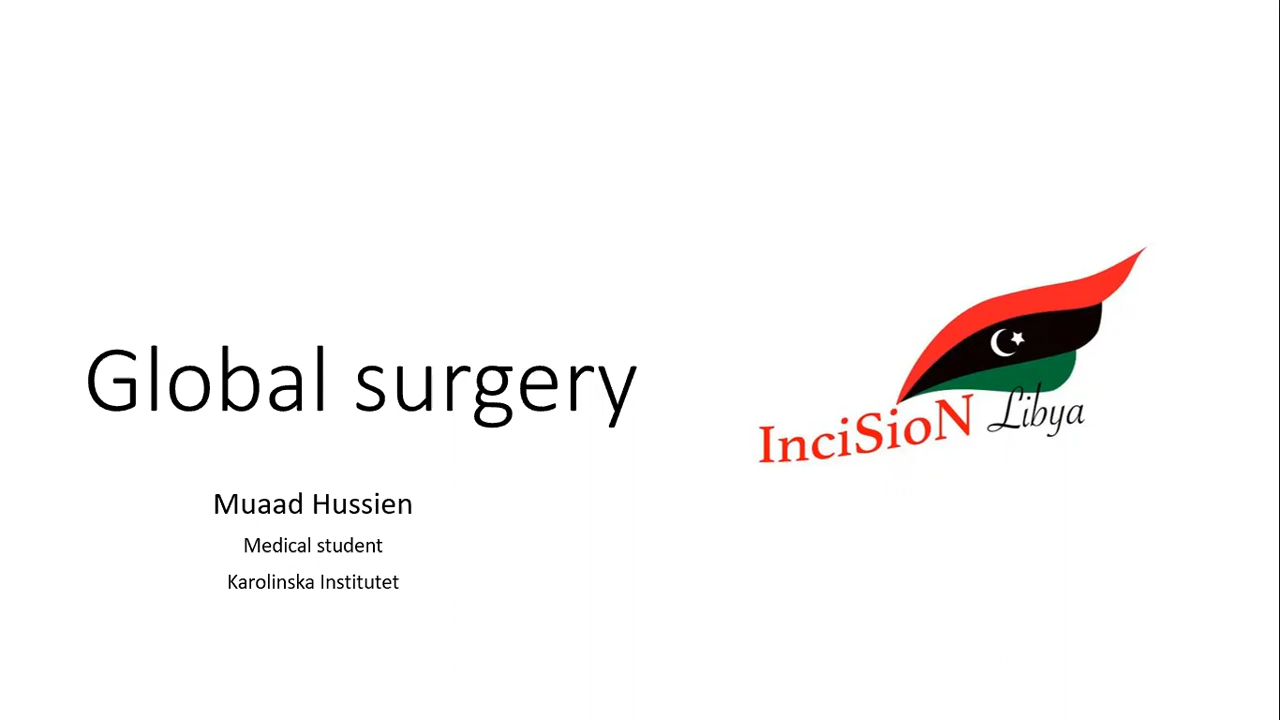 Global surgery
Muaad Hussien
Medical student
Karolinska Institutet
InciSioN Libya